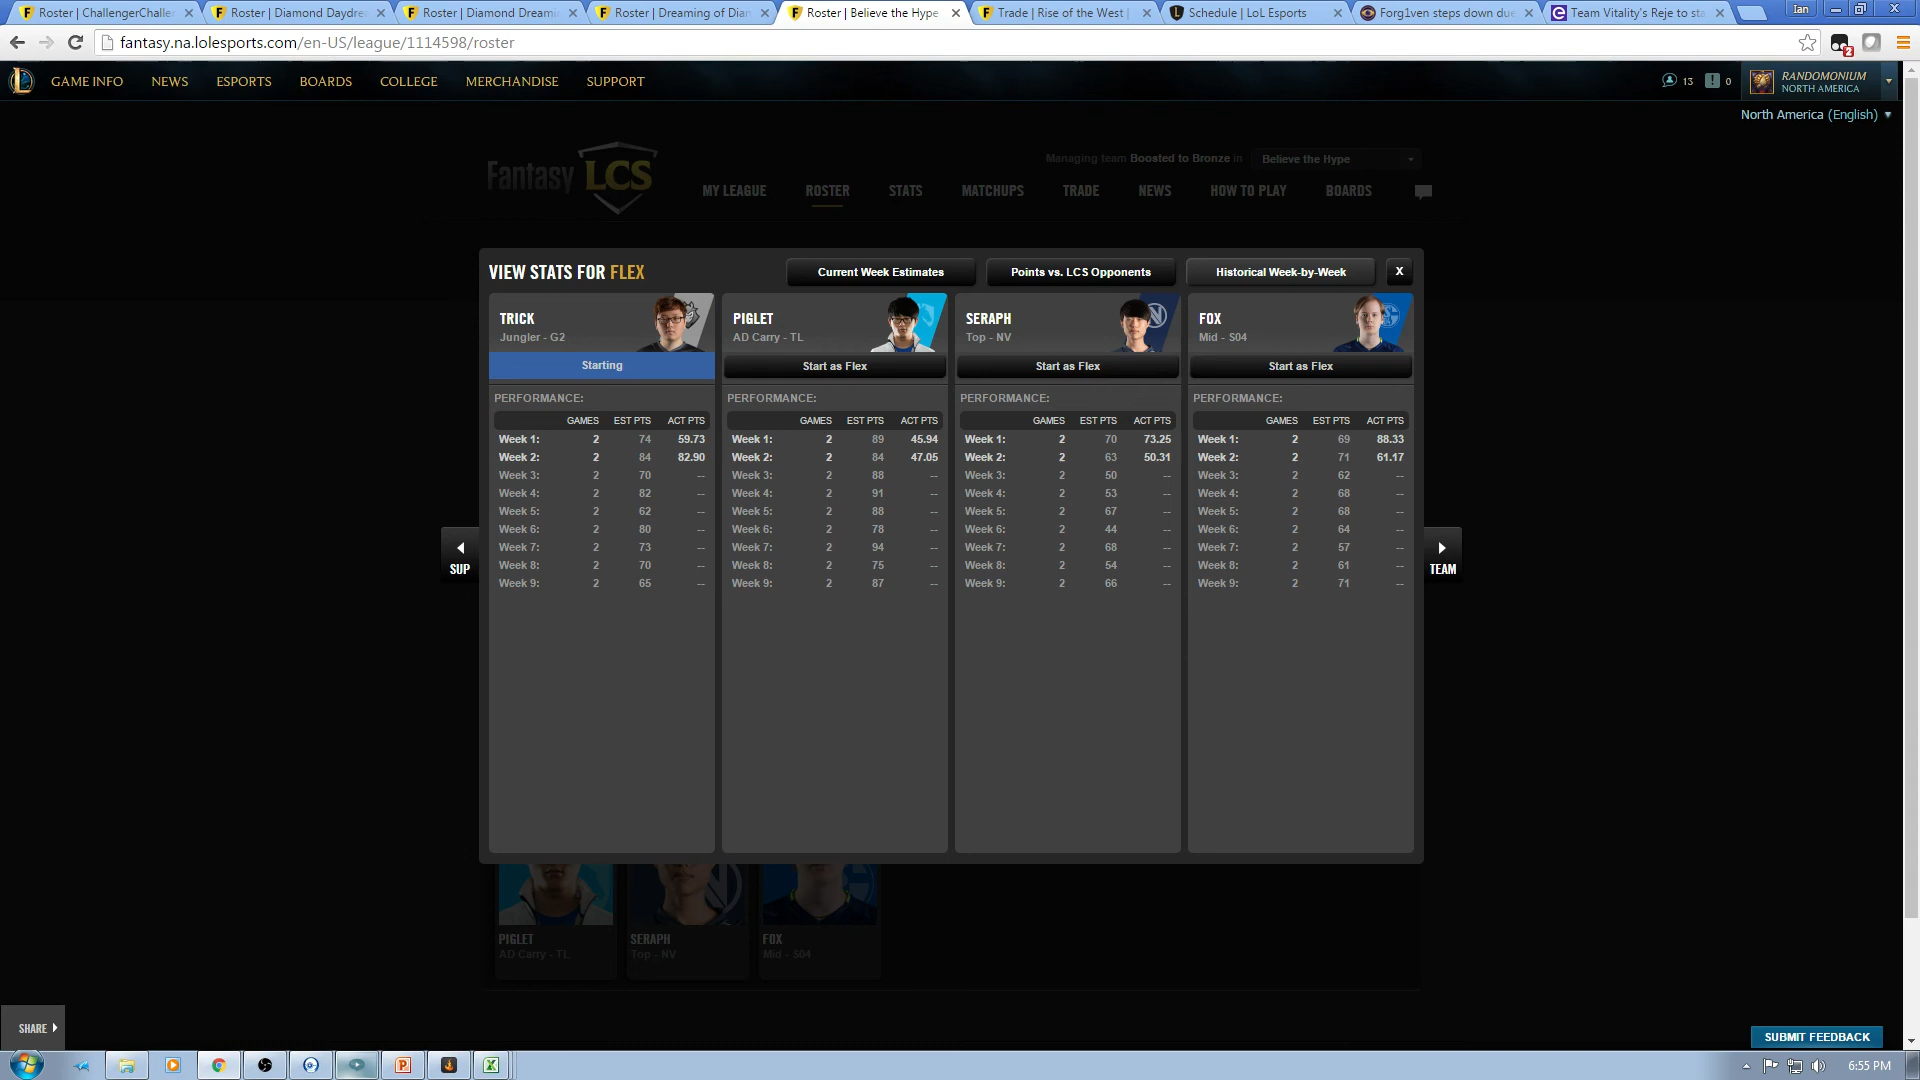 Roster | ChallengerChaller
Roster | Diamond Daydre
Roster | Diamond Dreami
Roster | Dreaming of Dia
Roster | Believe the Hype
Trade | Rise of the West |
Schedule | LoL Esports
Forg1ven steps down due
Team Vitality's Reje to sta
Ian
fantasy.na.lolesports.com/en-US/league/1114598/roster
2
GAME INFO NEWS ESPORTS BOARDS COLLEGE MERCHANDISE SUPPORT
13 0
RANDOMONIUM
NORTH AMERICA
North America (English)
Fantasy LCS
Managing team Boosted to Bronze in Believe the Hype
MY LEAGUE ROSTER STATS MATCHUPS TRADE NEWS HOW TO PLAY BOARDS
VIEW STATS FOR FLEX
Current Week Estimates Points vs. LCS Opponents Historical Week-by-Week X
TRICK
Jungler - G2
Starting
PERFORMANCE:
GAMES EST PTS ACT PTS
Week 1: 2 74 59.73
Week 2: 2 84 82.90
Week 3: 2 70 --
Week 4: 2 82 --
Week 5: 2 62 --
Week 6: 2 80 --
Week 7: 2 73 --
Week 8: 2 70 --
Week 9: 2 65 --
PIGLET
AD Carry - TL
Start as Flex
PERFORMANCE:
GAMES EST PTS ACT PTS
Week 1: 2 89 45.94
Week 2: 2 84 47.05
Week 3: 2 88 --
Week 4: 2 91 --
Week 5: 2 88 --
Week 6: 2 78 --
Week 7: 2 94 --
Week 8: 2 75 --
Week 9: 2 87 --
SERAPH
Top - NV
Start as Flex
PERFORMANCE:
GAMES EST PTS ACT PTS
Week 1: 2 70 73.25
Week 2: 2 63 50.31
Week 3: 2 50 --
Week 4: 2 53 --
Week 5: 2 67 --
Week 6: 2 44 --
Week 7: 2 68 --
Week 8: 2 54 --
Week 9: 2 66 --
FOX
Mid - S04
Start as Flex
PERFORMANCE:
GAMES EST PTS ACT PTS
Week 1: 2 69 88.33
Week 2: 2 71 61.17
Week 3: 2 62 --
Week 4: 2 68 --
Week 5: 2 68 --
Week 6: 2 64 --
Week 7: 2 57 --
Week 8: 2 61 --
Week 9: 2 71 --
SUP
TEAM
PIGLET
AD Carry - TL
SERAPH
Top - NV
FOX
Mid - S04
SHARE
SUBMIT FEEDBACK
6:55 PM